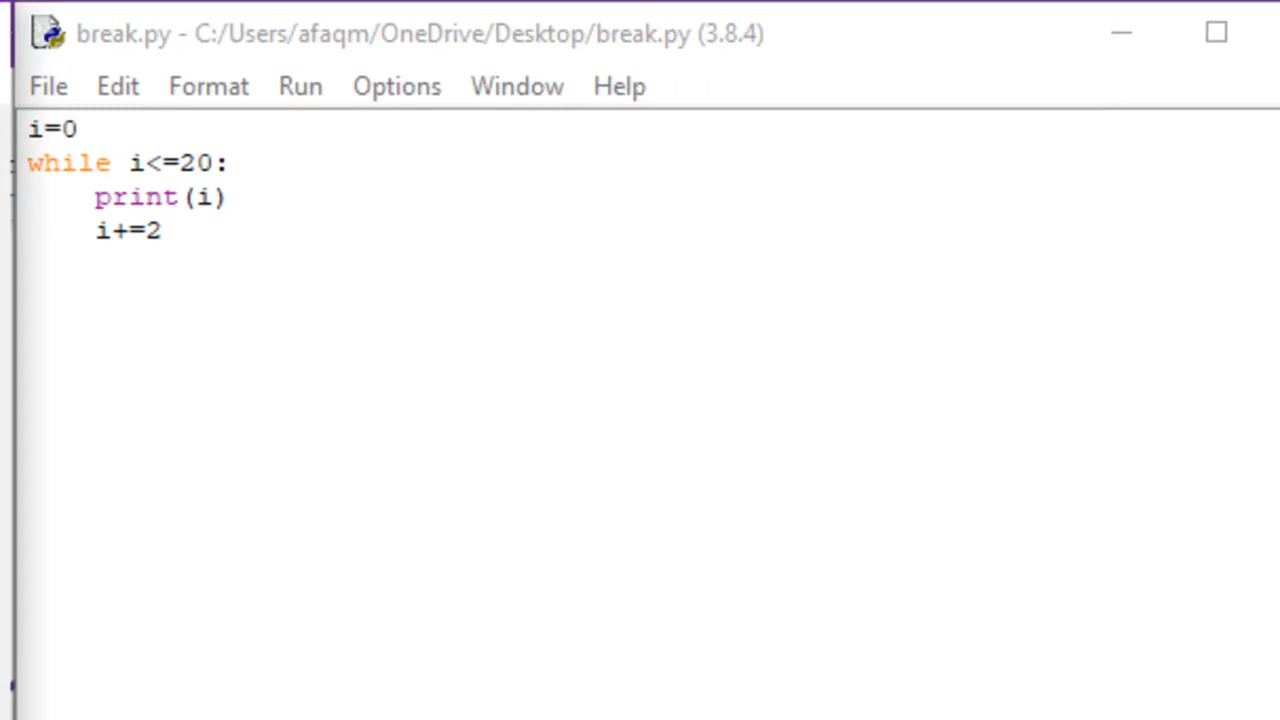 break.py - C:/Users/afaqm/OneDrive/Desktop/break.py (3.8.4)
File Edit Format Run Options Window Help
i=0
while i<=20:
    print(i)
    i+=2